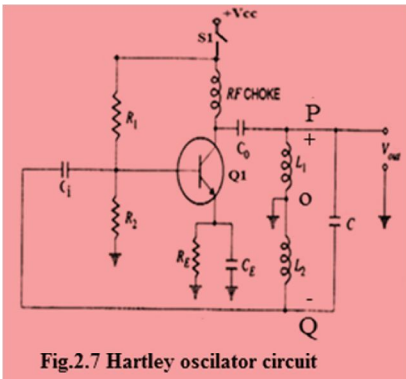 +Vcc
S1
RF CHOKE
P
+
R1
C0
L1
Vout
Q1
O
Ci
C
R2
RE
CE
L2
-
Q
Fig.2.7 Hartley oscilator circuit